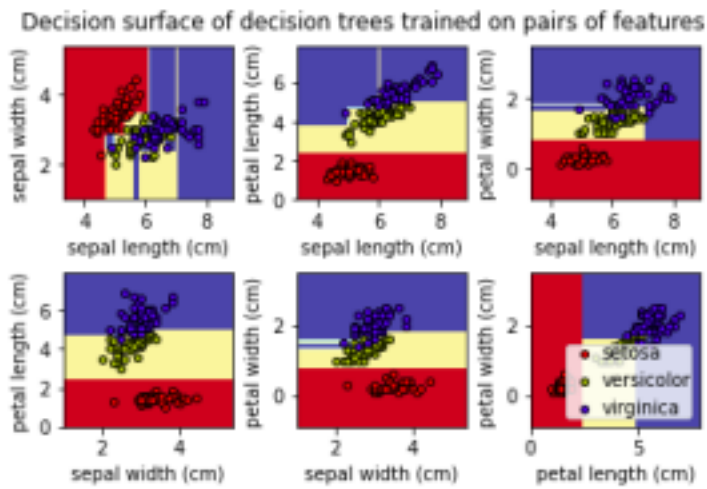 Decision surface of decision trees trained on pairs of features
sepal width (cm)
4
2
4 6 8
sepal length (cm)
petal length (cm)
6
4
2
0
4 6 8
sepal length (cm)
petal width (cm)
2
0
4 6 8
sepal length (cm)
petal length (cm)
6
4
2
0
2 4
sepal width (cm)
petal width (cm)
2
0
2 4
sepal width (cm)
petal width (cm)
2
0
setosa
versicolor
virginica
0 5
petal length (cm)